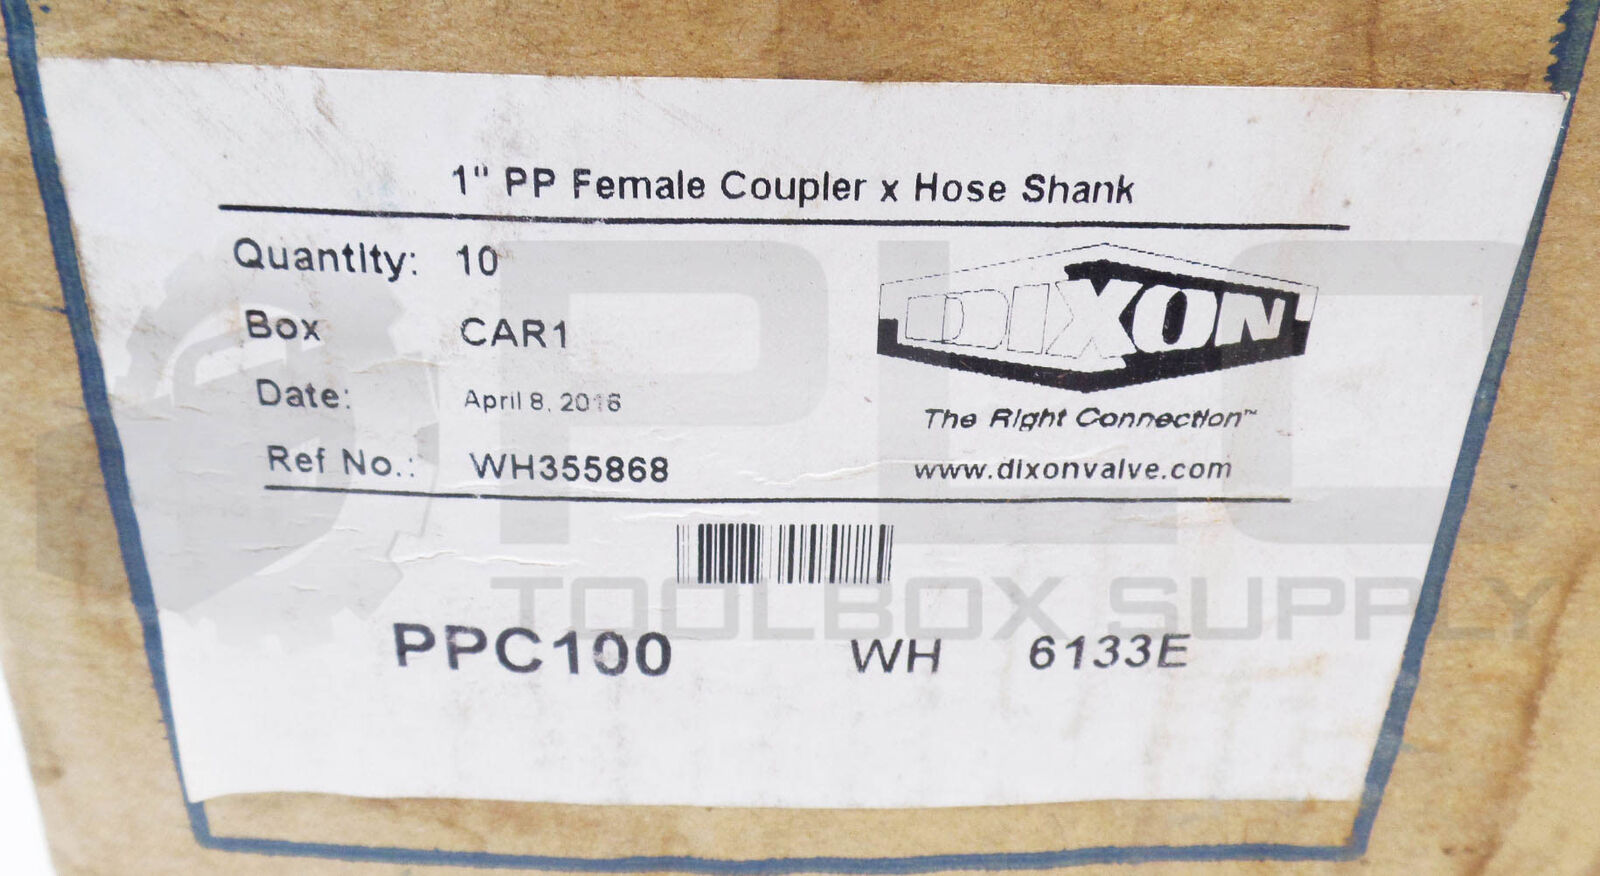 1" PP Female Coupler x Hose Shank
Quantity: 10
Box CAR1
Date: April 8, 2016
Ref No.: WH355868
DIXON
The Right Connection™
www.dixonvalve.com
PPC100 WH 6133E
PLC
TOOLBOX SUPPLY